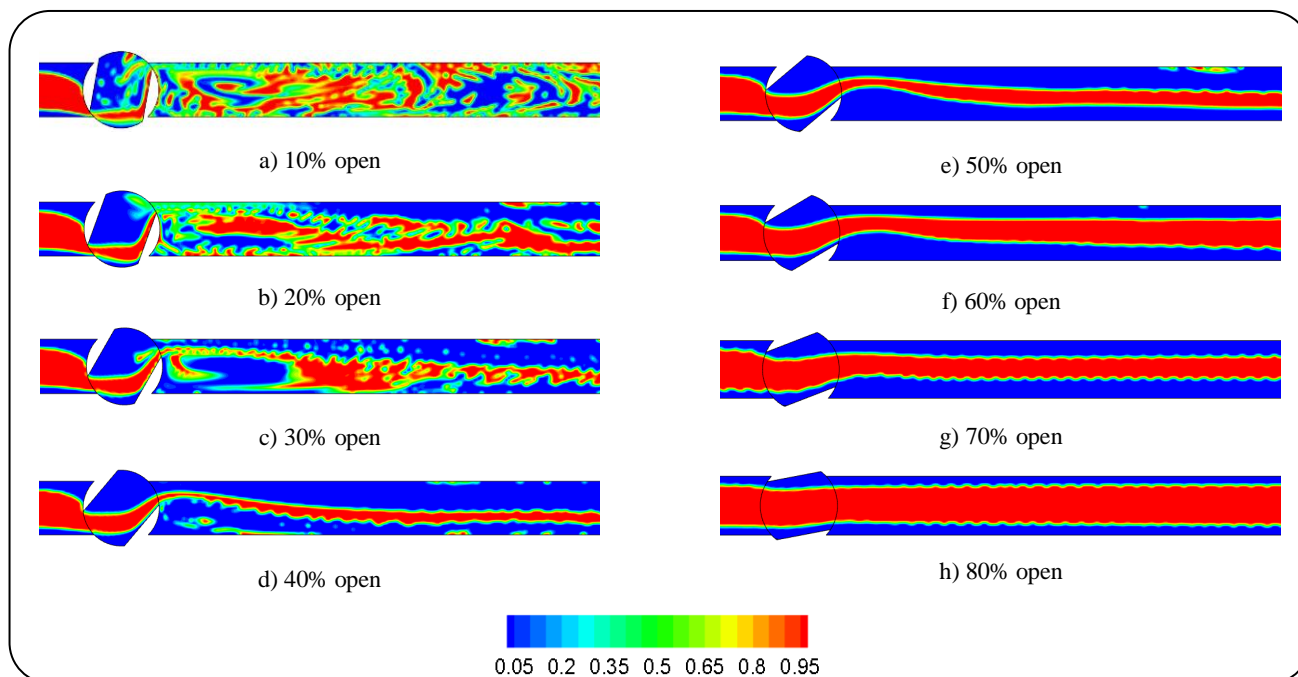 a) 10% open
b) 20% open
c) 30% open
d) 40% open
e) 50% open
f) 60% open
g) 70% open
h) 80% open
0.05 0.2 0.35 0.5 0.65 0.8 0.95